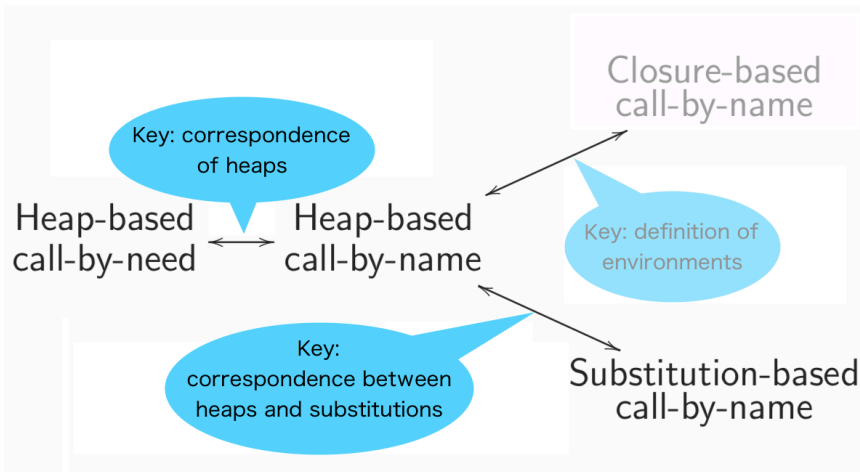 Closure-based
call-by-name
Key: correspondence
of heaps
Heap-based
call-by-need
Heap-based
call-by-name
Key: definition of
environments
Key:
correspondence between
heaps and substitutions
Substitution-based
call-by-name